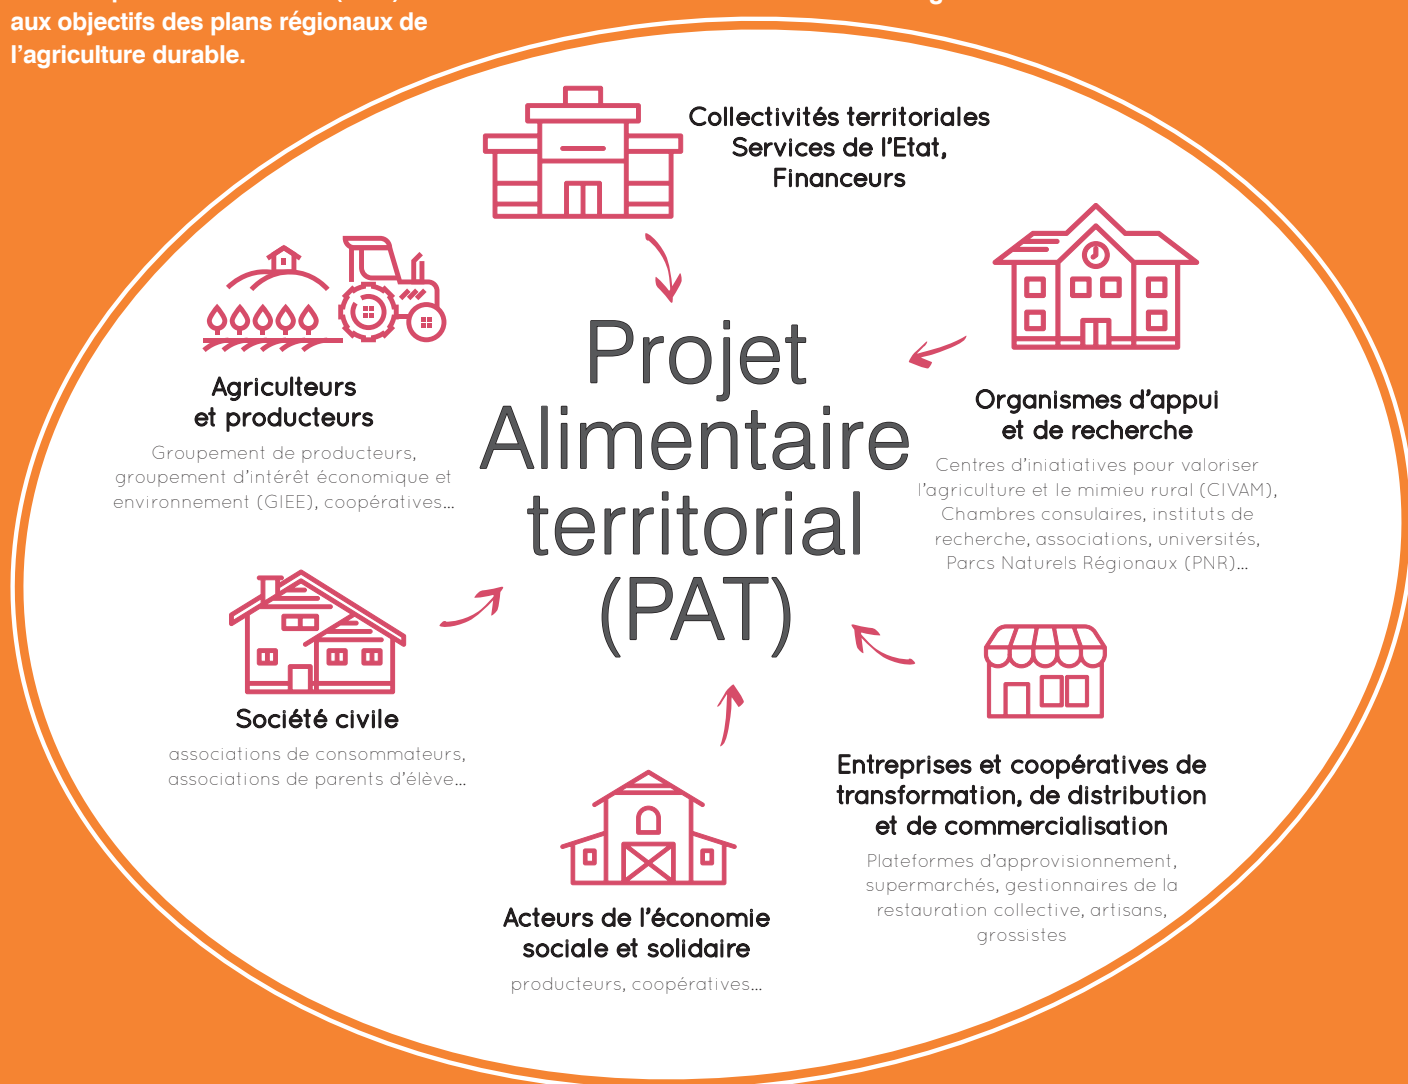 aux objectifs des plans régionaux de
l'agriculture durable.
Collectivités territoriales
Services de l'Etat,
Financeurs
Agriculteurs
et producteurs
Groupement de producteurs,
groupement d'intérêt économique et
environnement (GIEE), coopératives...
Projet
Alimentaire
territorial
(PAT)
Organismes d'appui
et de recherche
Centres d'iniatiatives pour valoriser
l'agriculture et le mimieu rural (CIVAM),
Chambres consulaires, instituts de
recherche, associations, universités,
Parcs Naturels Régionaux (PNR)...
Société civile
associations de consommateurs,
associations de parents d'élève...
Entreprises et coopératives de
transformation, de distribution
et de commercialisation
Plateformes d'approvisionnement,
supermarchés, gestionnaires de la
restauration collective, artisans,
grossistes
Acteurs de l'économie
sociale et solidaire
producteurs, coopératives...